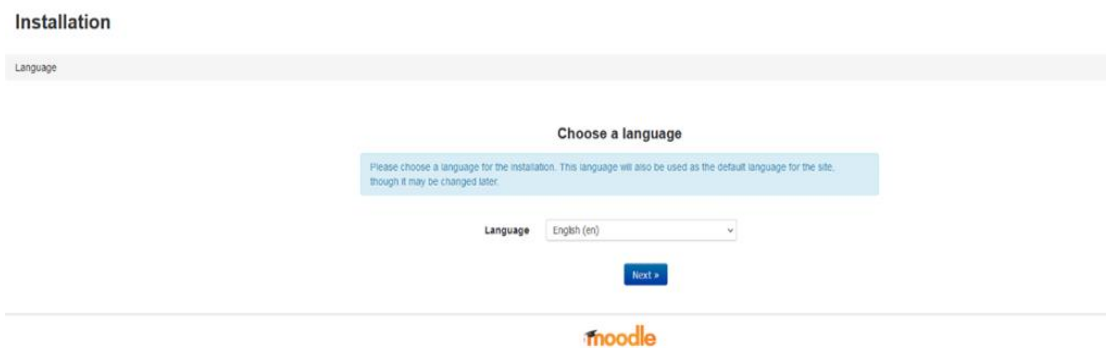 Installation
Language
Choose a language
Please choose a language for the installation. This language will also be used as the default language for the site,
though it may be changed later.
Language English (en)
Next »
moodle